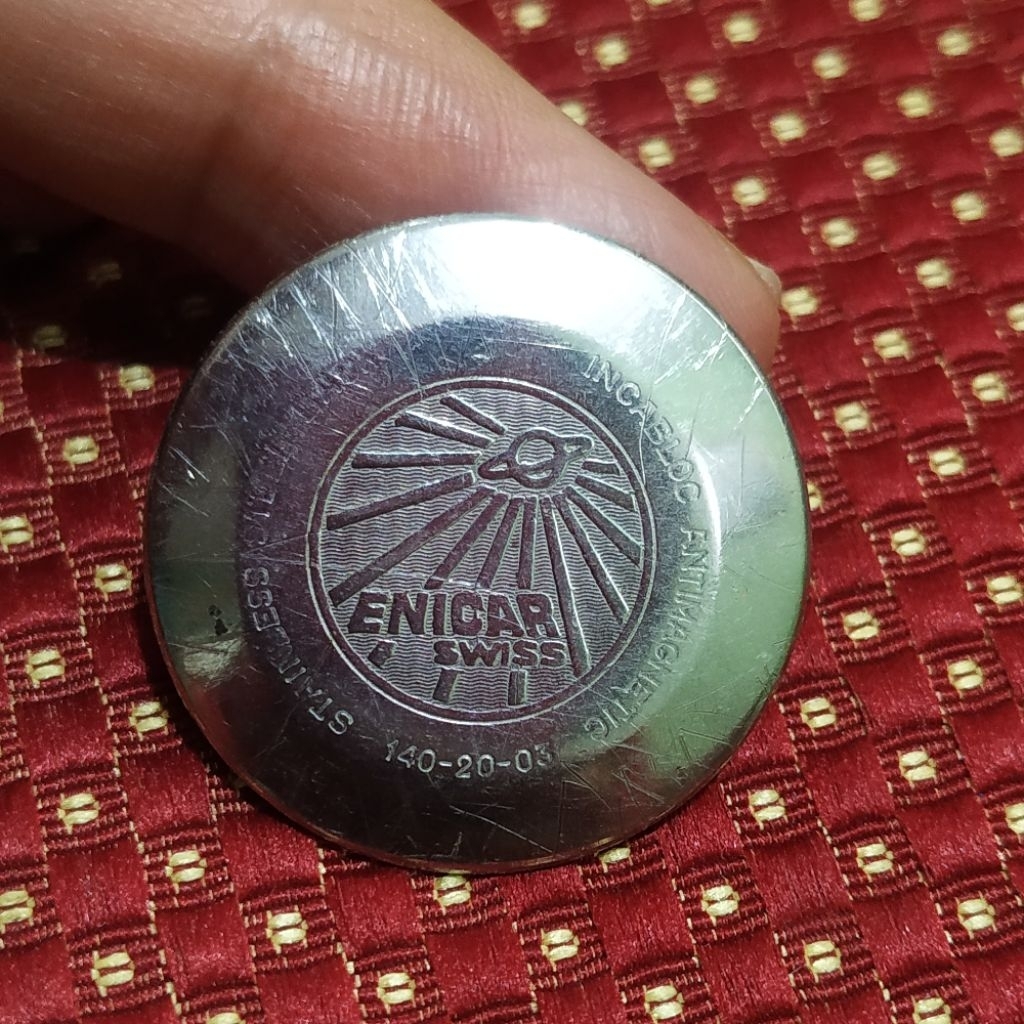 INCABLOC ANTIMAGNETIC
ENICAR
SWISS
STAINLESS
140-20-03